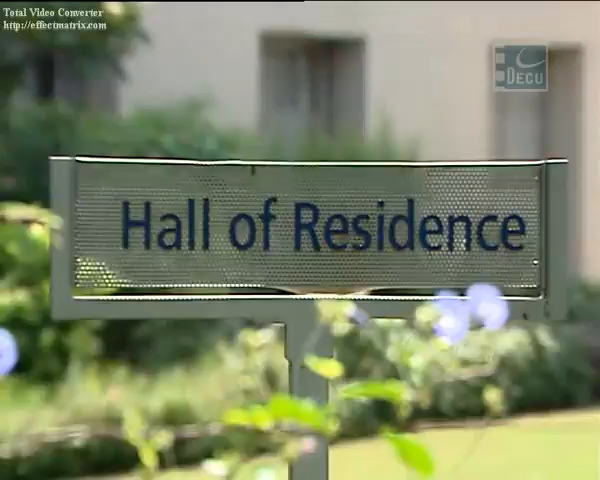 Total Video Converter
http://effectmatrix.com
DECU
Hall of Residence